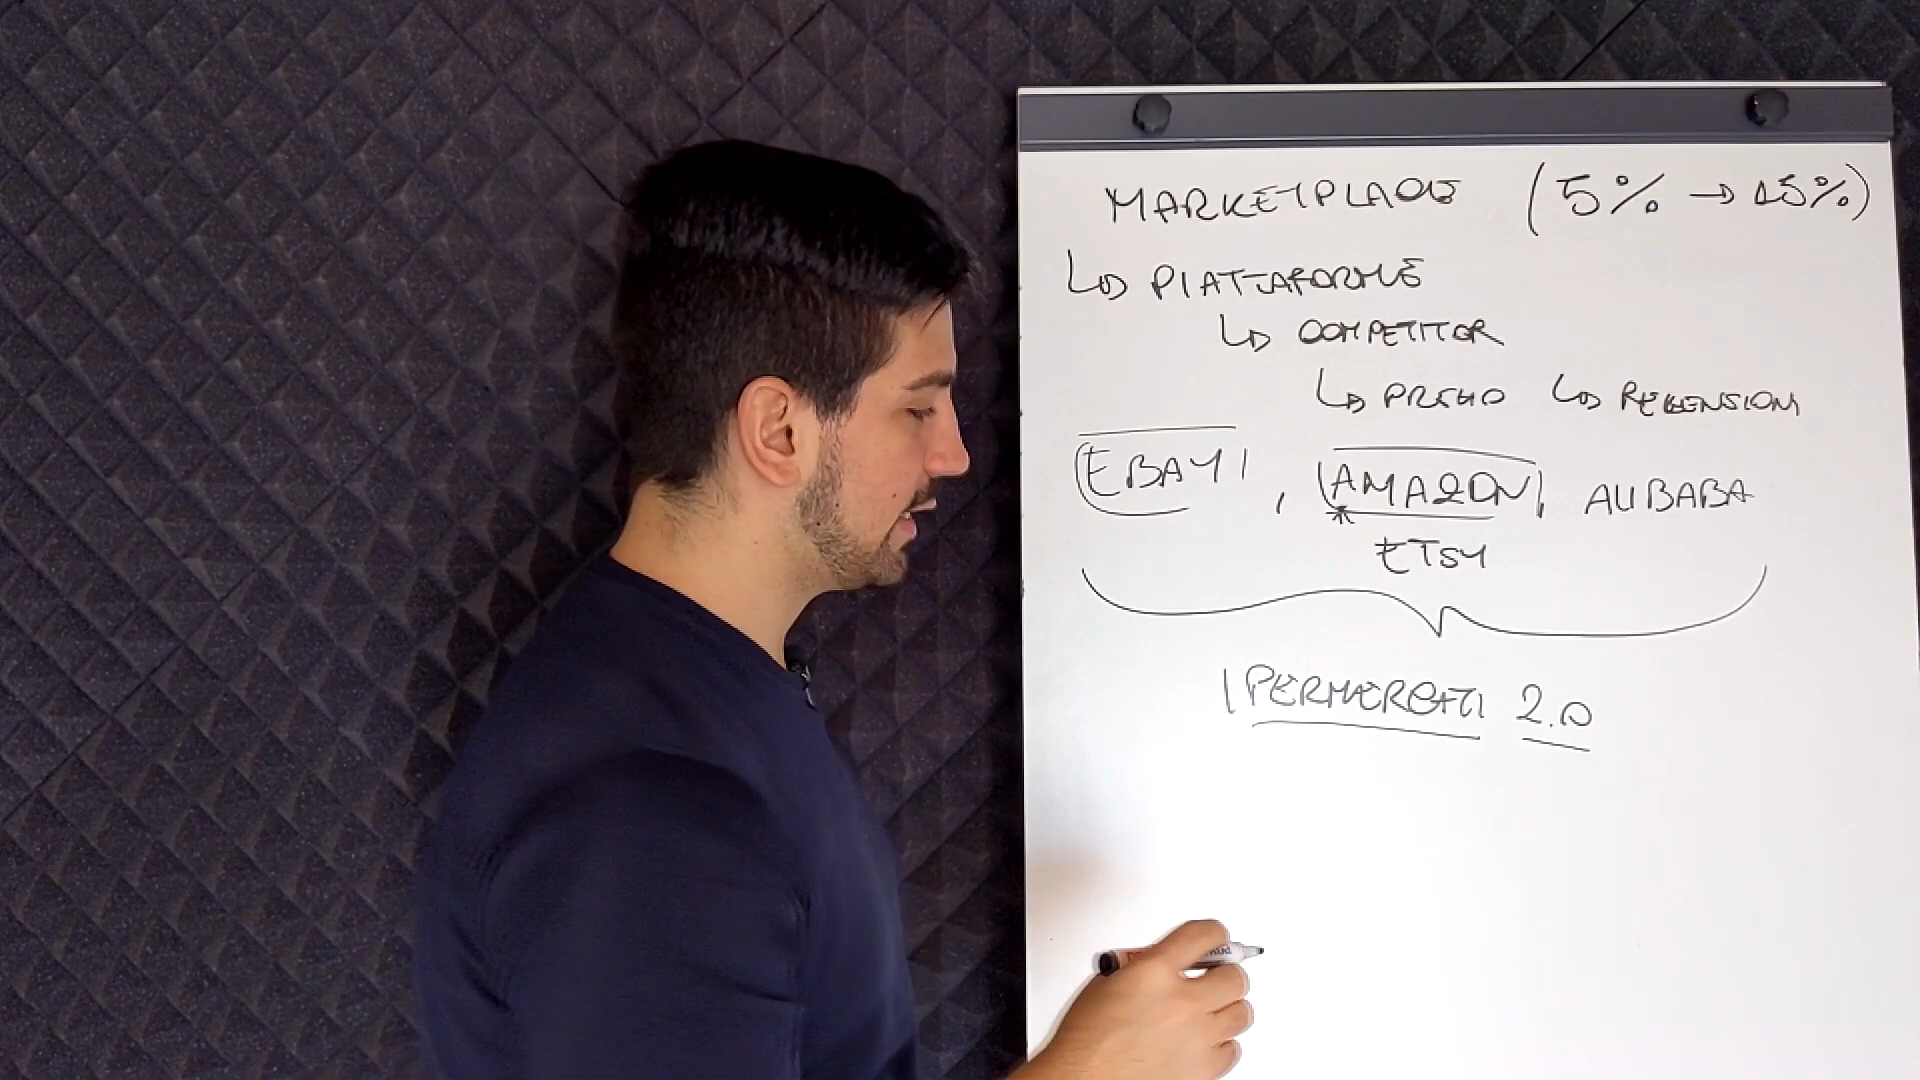 MARKETPLACE (5% → 15%)
↳ PIATTAFORME
↳ COMPETITOR
↳ PREZZO ↳ RECENSIONI
EBAY, AMAZON, ALIBABA
*
ETSY
IPERMERCATI 2.0